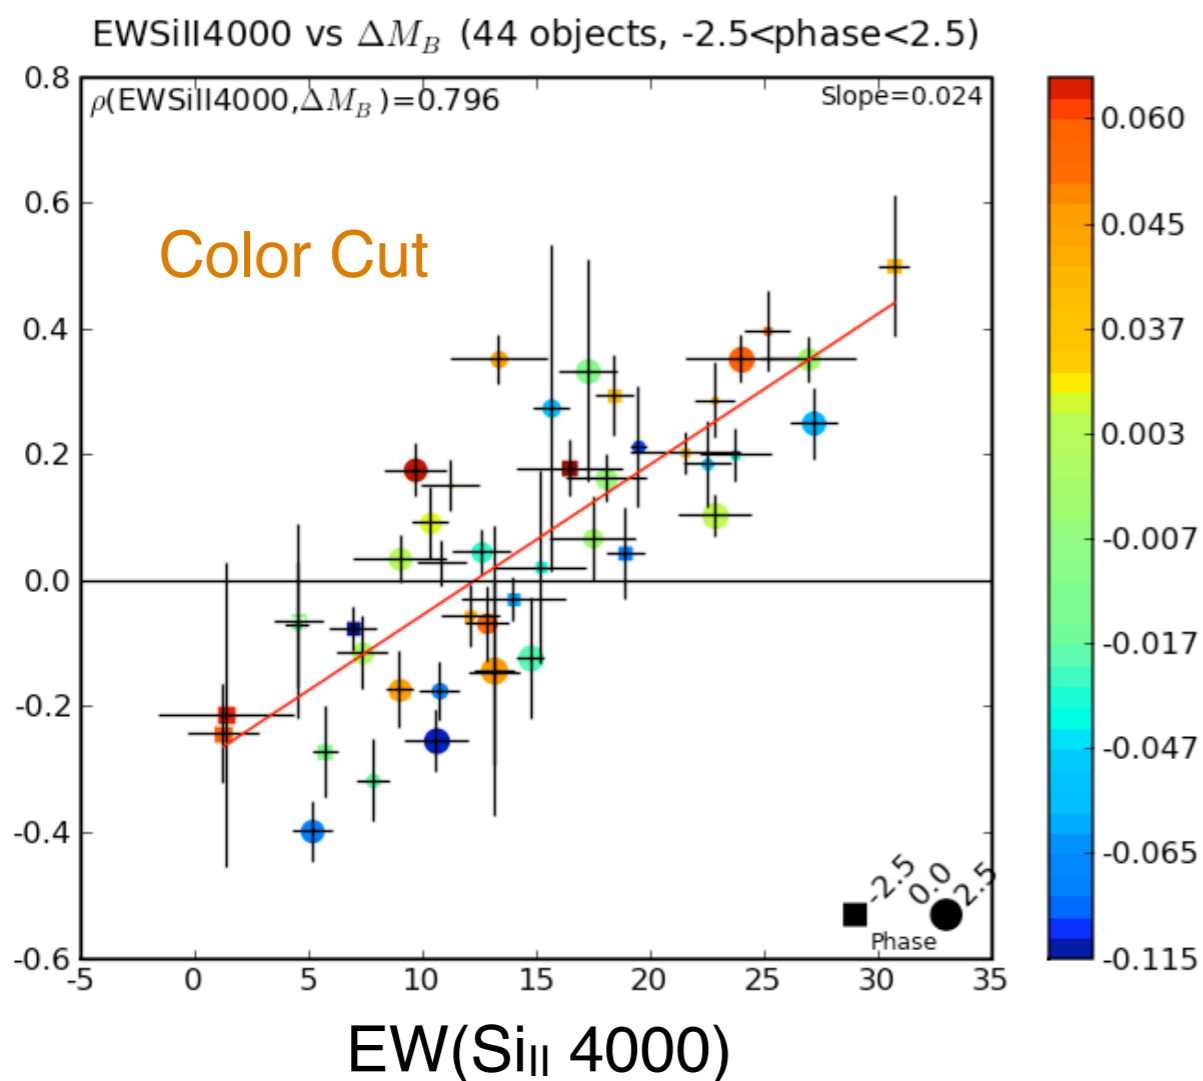 EWSiII4000 vs ΔM_B (44 objects, -2.5<phase<2.5)
ρ(EWSiII4000,ΔM_B)=0.796
Slope=0.024
Color Cut
0.8
0.6
0.4
0.2
0.0
-0.2
-0.4
-0.6
-5 0 5 10 15 20 25 30 35
EW(Si_II 4000)
-2.5 0.0 2.5
Phase
0.060
0.045
0.037
0.003
-0.007
-0.017
-0.047
-0.065
-0.115